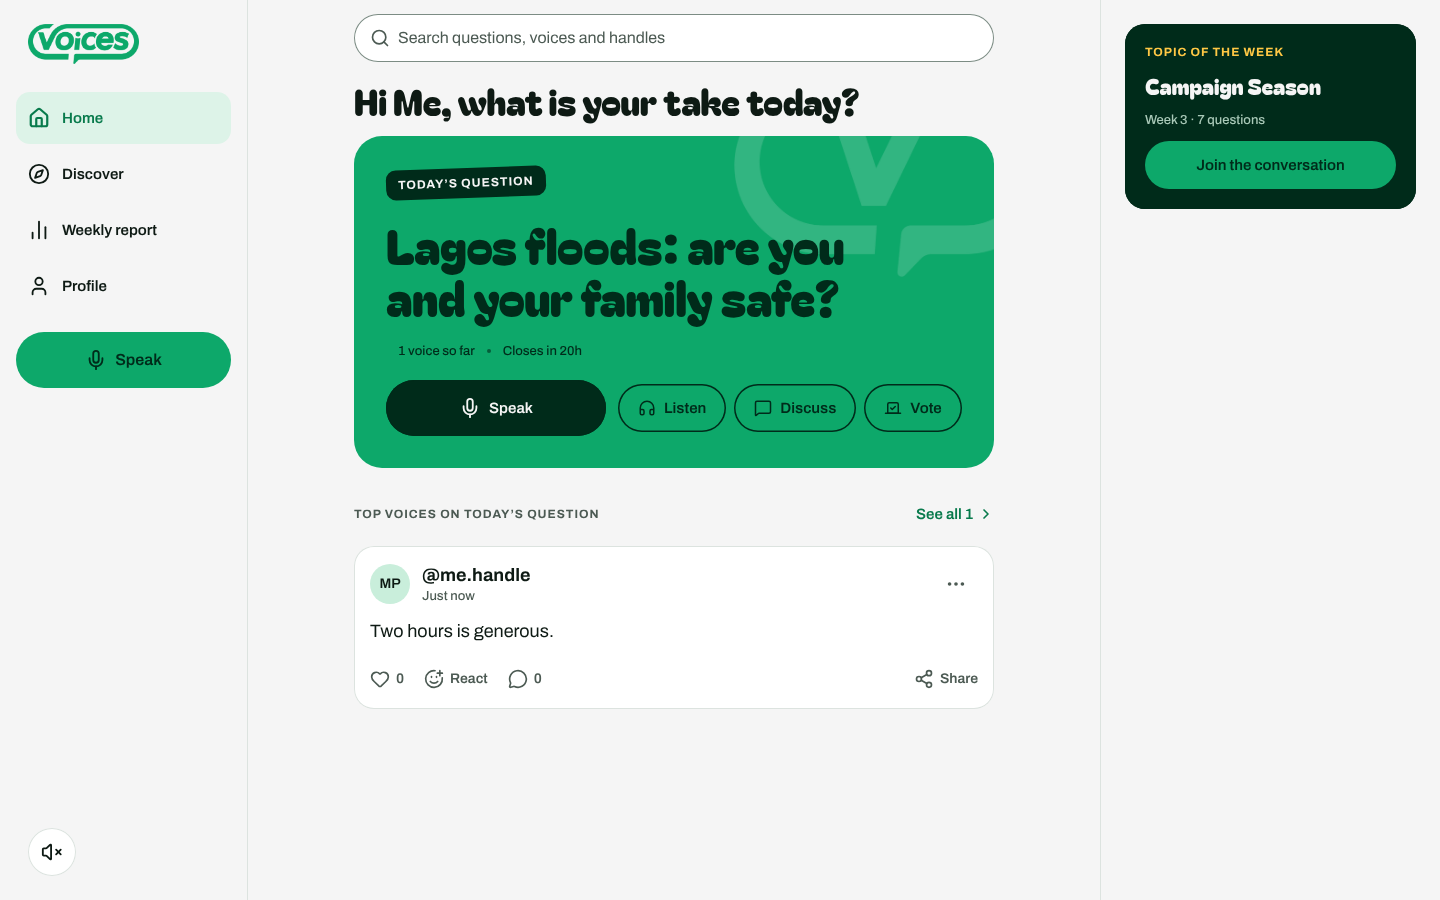 Voices
Home
Discover
Weekly report
Profile
Speak
Search questions, voices and handles
Hi Me, what is your take today?
TODAY’S QUESTION
Lagos floods: are you
and your family safe?
1 voice so far • Closes in 20h
Speak
Listen
Discuss
Vote
TOP VOICES ON TODAY’S QUESTION
See all 1
MP
@me.handle
Just now
Two hours is generous.
0
React
0
Share
TOPIC OF THE WEEK
Campaign Season
Week 3 · 7 questions
Join the conversation